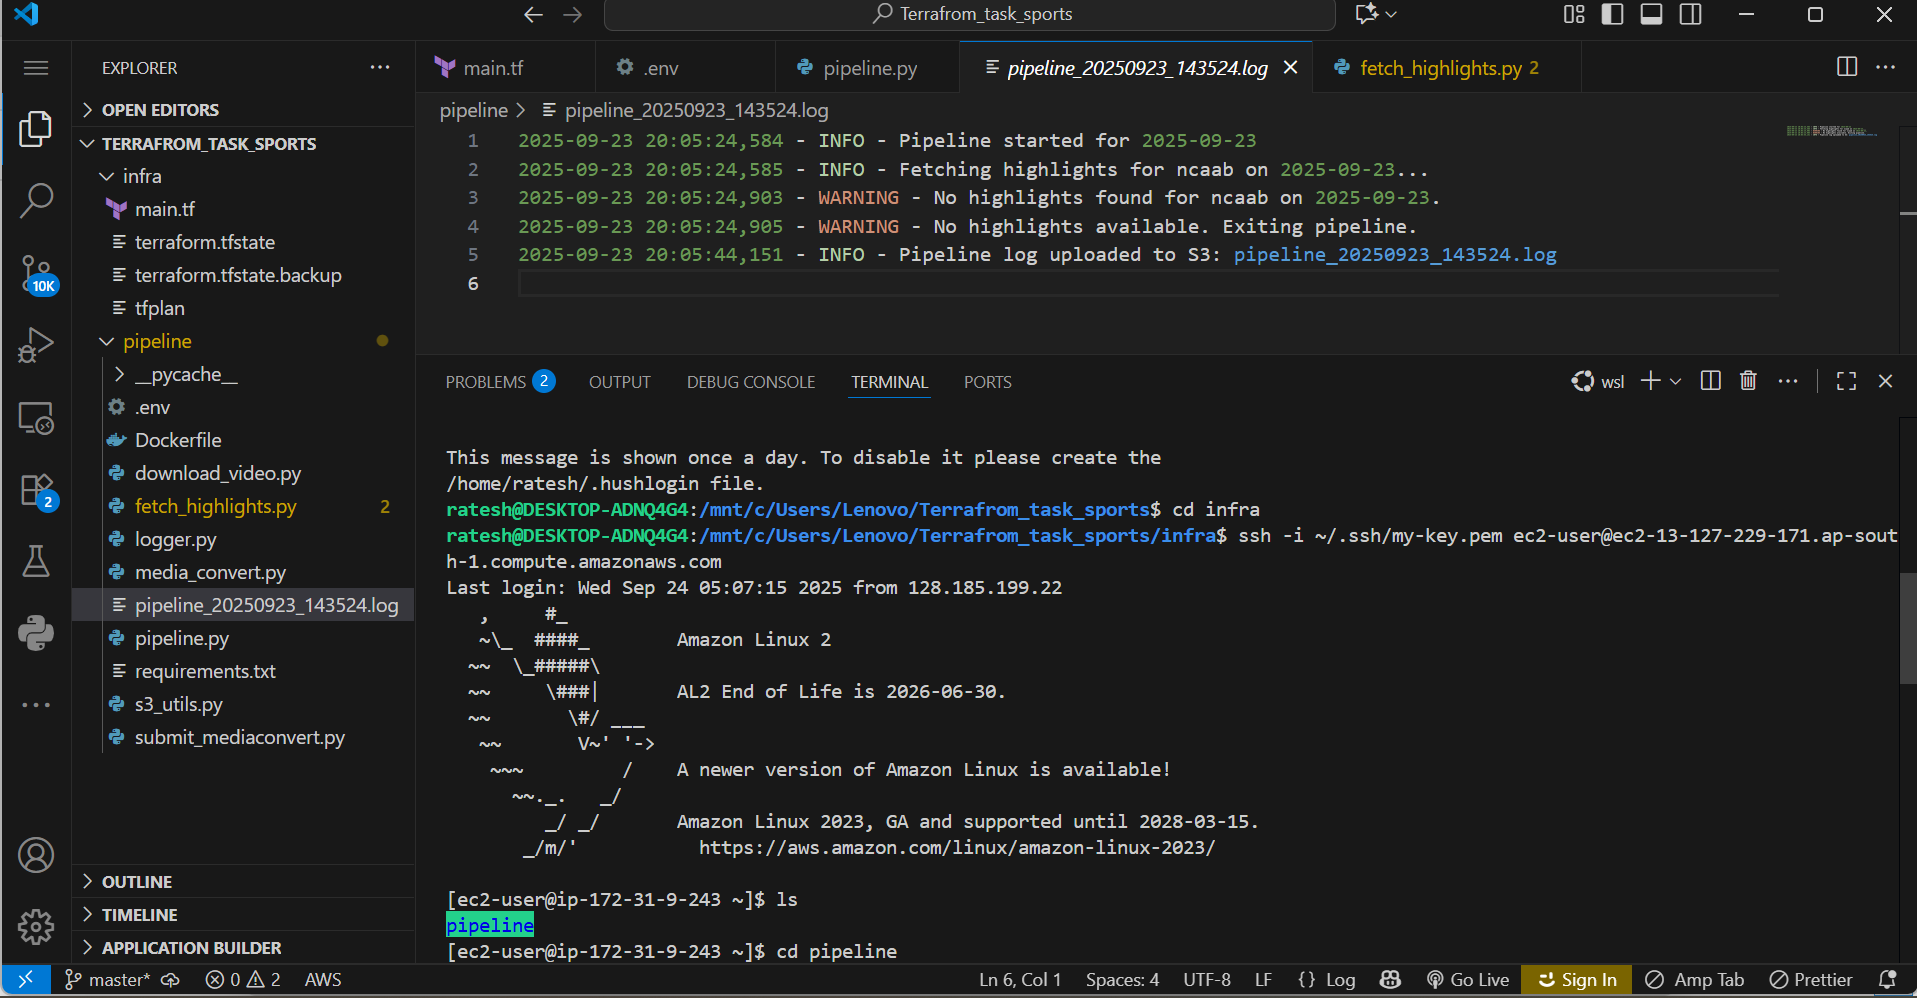 Terrafrom_task_sports
EXPLORER
OPEN EDITORS
TERRAFROM_TASK_SPORTS
infra
main.tf
terraform.tfstate
terraform.tfstate.backup
tfplan
pipeline
__pycache__
.env
Dockerfile
download_video.py
fetch_highlights.py 2
logger.py
media_convert.py
pipeline_20250923_143524.log
pipeline.py
requirements.txt
s3_utils.py
submit_mediaconvert.py
OUTLINE
TIMELINE
APPLICATION BUILDER
10K
2
main.tf .env pipeline.py pipeline_20250923_143524.log fetch_highlights.py 2
pipeline > pipeline_20250923_143524.log
1 2025-09-23 20:05:24,584 - INFO - Pipeline started for 2025-09-23
2 2025-09-23 20:05:24,585 - INFO - Fetching highlights for ncaab on 2025-09-23...
3 2025-09-23 20:05:24,903 - WARNING - No highlights found for ncaab on 2025-09-23.
4 2025-09-23 20:05:24,905 - WARNING - No highlights available. Exiting pipeline.
5 2025-09-23 20:05:44,151 - INFO - Pipeline log uploaded to S3: pipeline_20250923_143524.log
6
PROBLEMS 2 OUTPUT DEBUG CONSOLE TERMINAL PORTS wsl
This message is shown once a day. To disable it please create the
/home/ratesh/.hushlogin file.
ratesh@DESKTOP-ADNQ4G4:/mnt/c/Users/Lenovo/Terrafrom_task_sports$ cd infra
ratesh@DESKTOP-ADNQ4G4:/mnt/c/Users/Lenovo/Terrafrom_task_sports/infra$ ssh -i ~/.ssh/my-key.pem ec2-user@ec2-13-127-229-171.ap-sout
h-1.compute.amazonaws.com
Last login: Wed Sep 24 05:07:15 2025 from 128.185.199.22
   ,     #_
   ~\_  ####_        Amazon Linux 2
  ~~  \_#####\
  ~~     \###|       AL2 End of Life is 2026-06-30.
  ~~       \#/ ___
   ~~       V~' '->
    ~~~         /    A newer version of Amazon Linux is available!
      ~~._.   _/
         _/ _/       Amazon Linux 2023, GA and supported until 2028-03-15.
       _/m/'           https://aws.amazon.com/linux/amazon-linux-2023/
[ec2-user@ip-172-31-9-243 ~]$ ls
pipeline
[ec2-user@ip-172-31-9-243 ~]$ cd pipeline
master* 0 2 AWS Ln 6, Col 1 Spaces: 4 UTF-8 LF {} Log Go Live Sign In Amp Tab Prettier